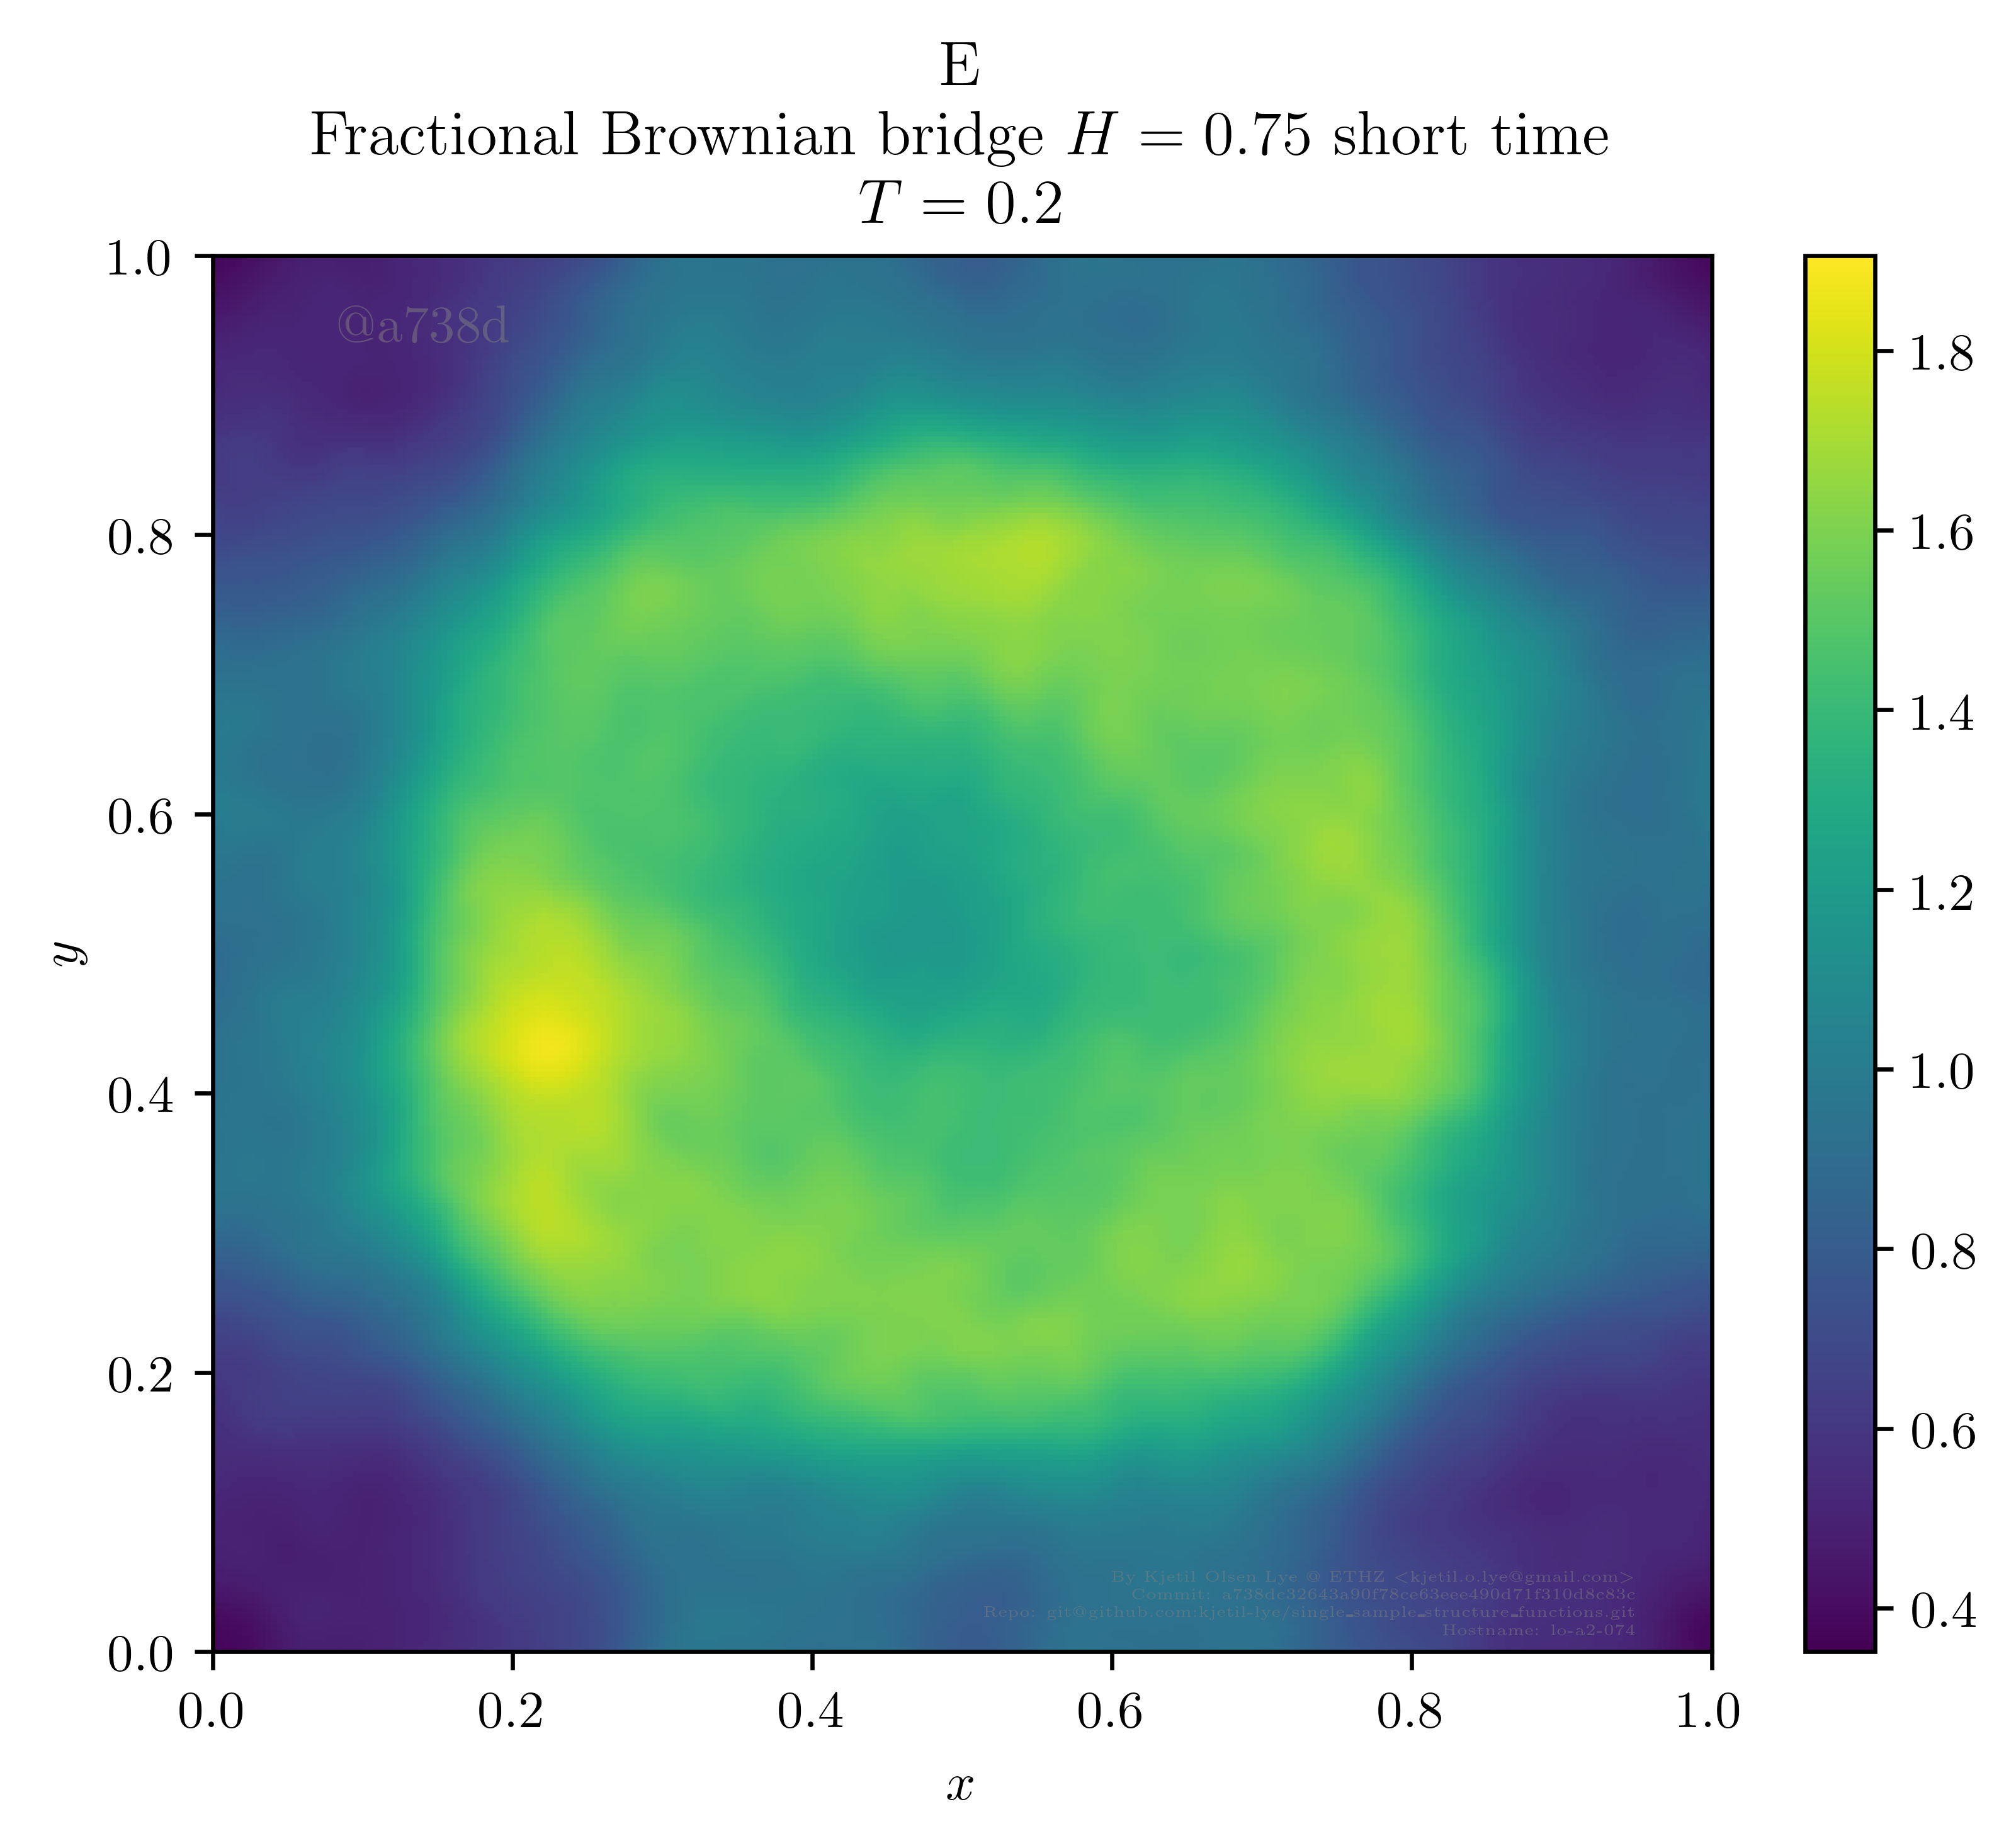 E
Fractional Brownian bridge H = 0.75 short time
T = 0.2
@a738d
1.0
0.8
0.6
0.4
0.2
0.0
y
0.0 0.2 0.4 0.6 0.8 1.0
x
1.8
1.6
1.4
1.2
1.0
0.8
0.6
0.4
By Kjetil Olsen Lye @ ETHZ <kjetil.o.lye@gmail.com>
Commit: a738dc32643a90f78ce63eee490d71f310d8c83c
Repo: git@github.com:kjetil-lye/single_sample_structure_functions.git
Hostname: lo-a2-074